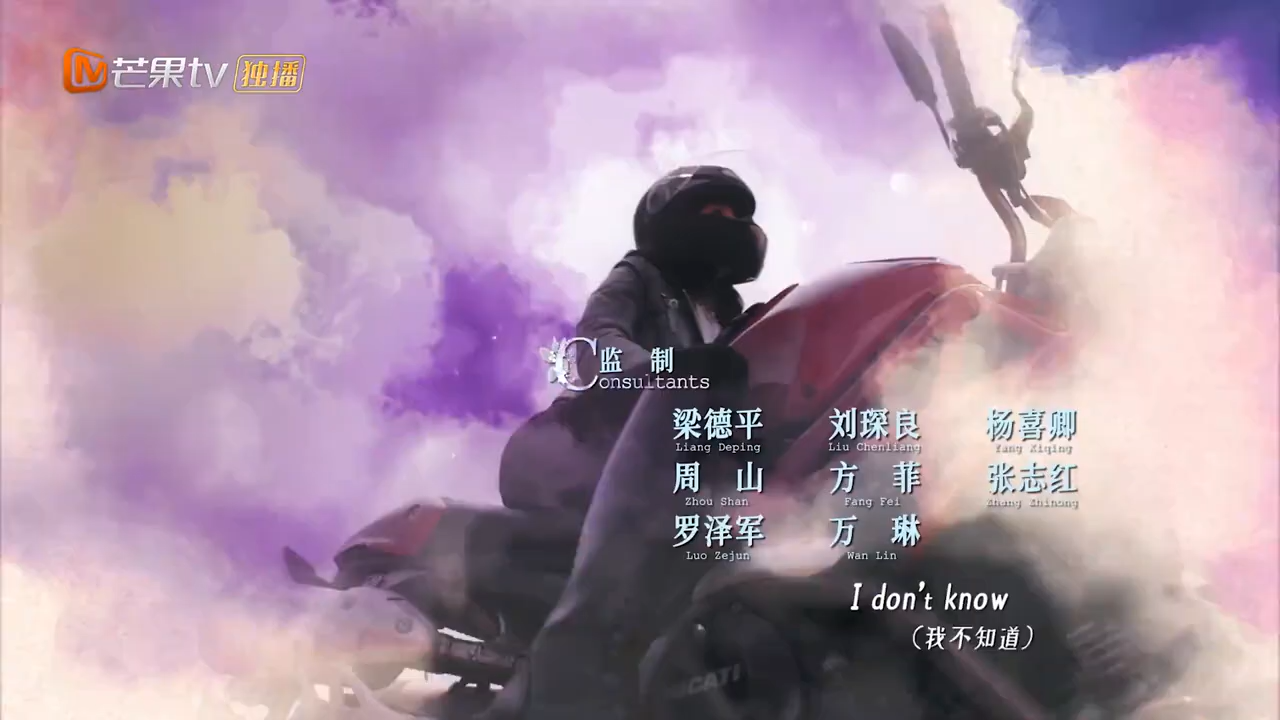 芒果tv 独播
监 制
Consultants
梁德平 刘琛良 杨喜卿
Liang Deping Liu Chenliang Yang Xiqing
周 山 方 菲 张志红
Zhou Shan Fang Fei Zhang Zhihong
罗泽军 万 琳
Luo Zejun Wan Lin
I don't know
(我不知道)
CATI